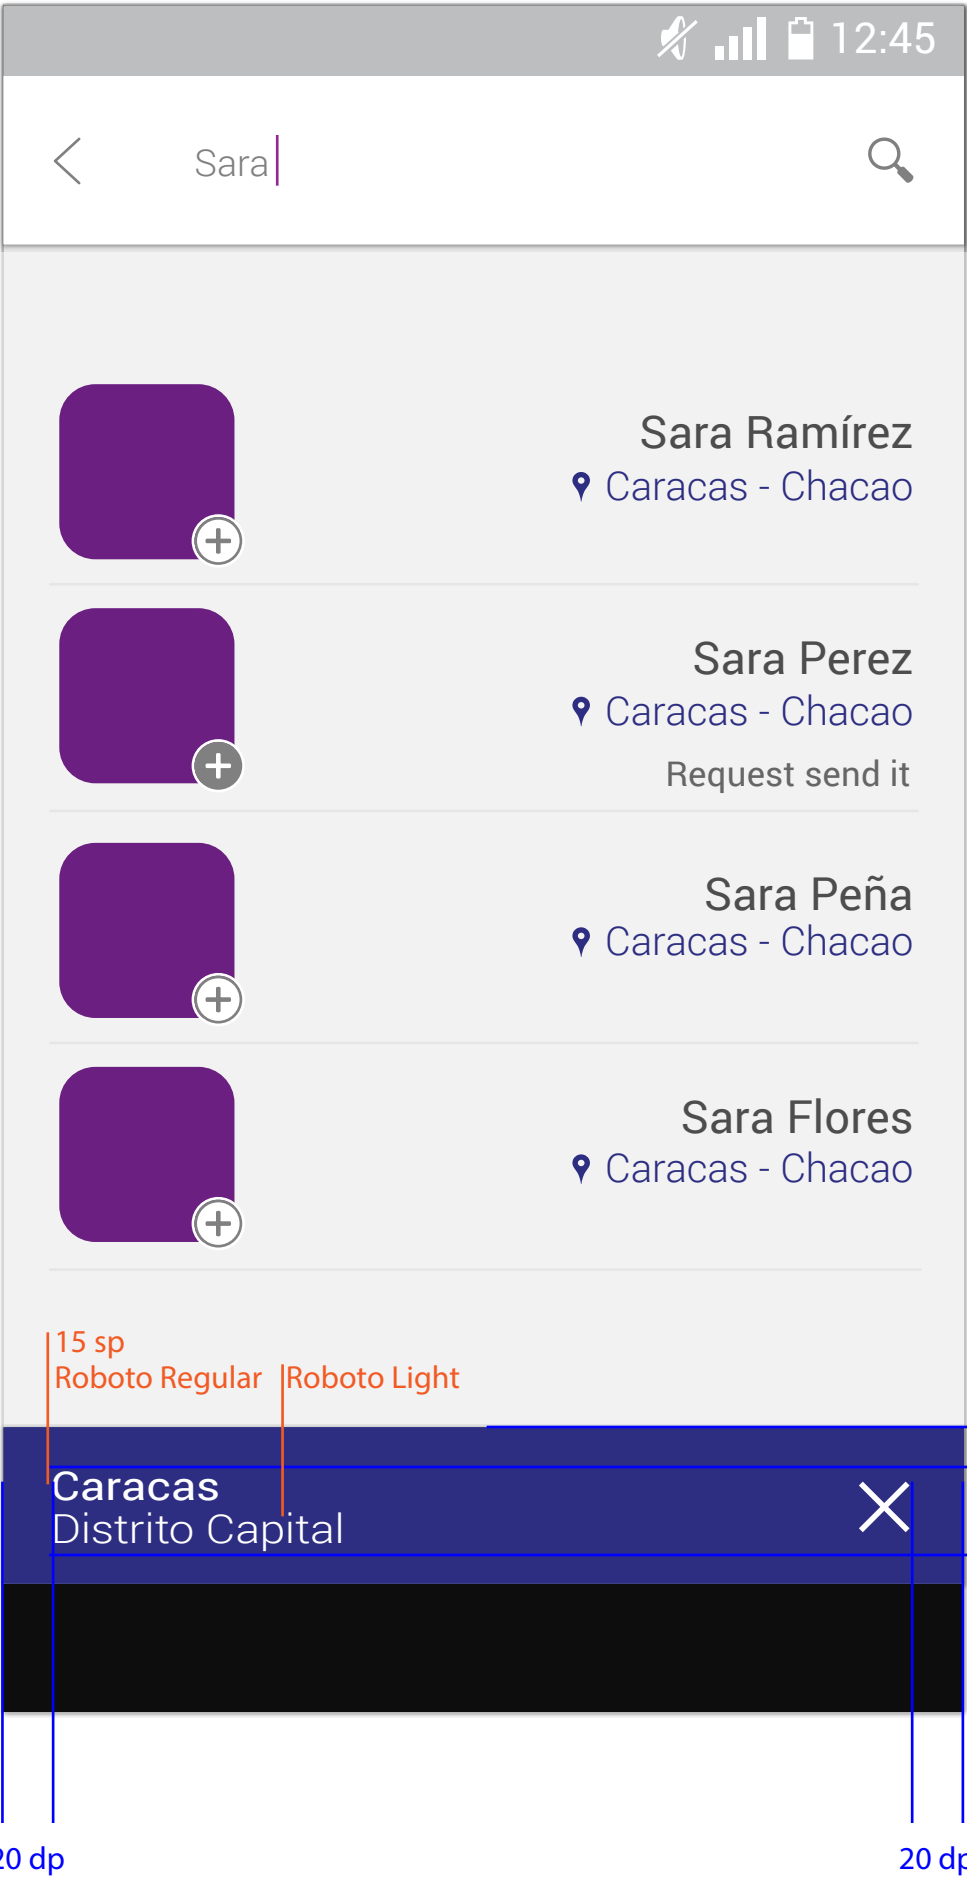 12:45
Sara
Sara Ramírez
Caracas - Chacao
Sara Perez
Caracas - Chacao
Request send it
Sara Peña
Caracas - Chacao
Sara Flores
Caracas - Chacao
15 sp
Roboto Regular Roboto Light
Caracas
Distrito Capital
20 dp 20 dp